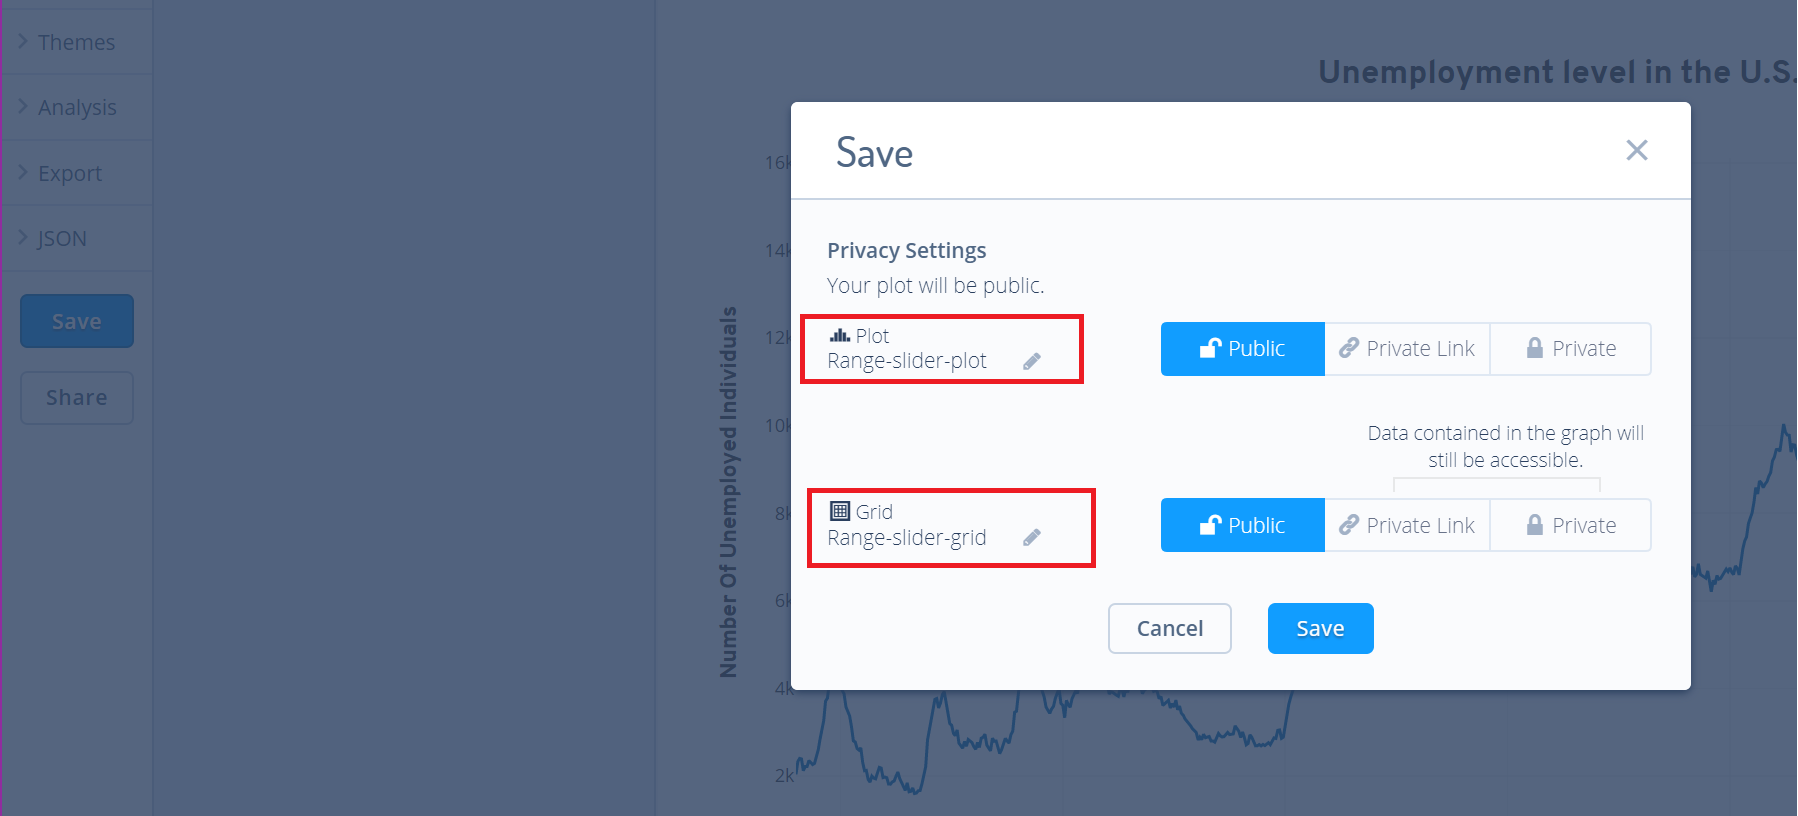 Themes
Analysis
Export
JSON
Save
Share
Unemployment level in the U.S.
Number Of Unemployed Individuals
16k
14k
12k
10k
8k
6k
4k
2k
Save
Privacy Settings
Your plot will be public.
Plot
Range-slider-plot
Public
Private Link
Private
Data contained in the graph will
still be accessible.
Grid
Range-slider-grid
Public
Private Link
Private
Cancel
Save